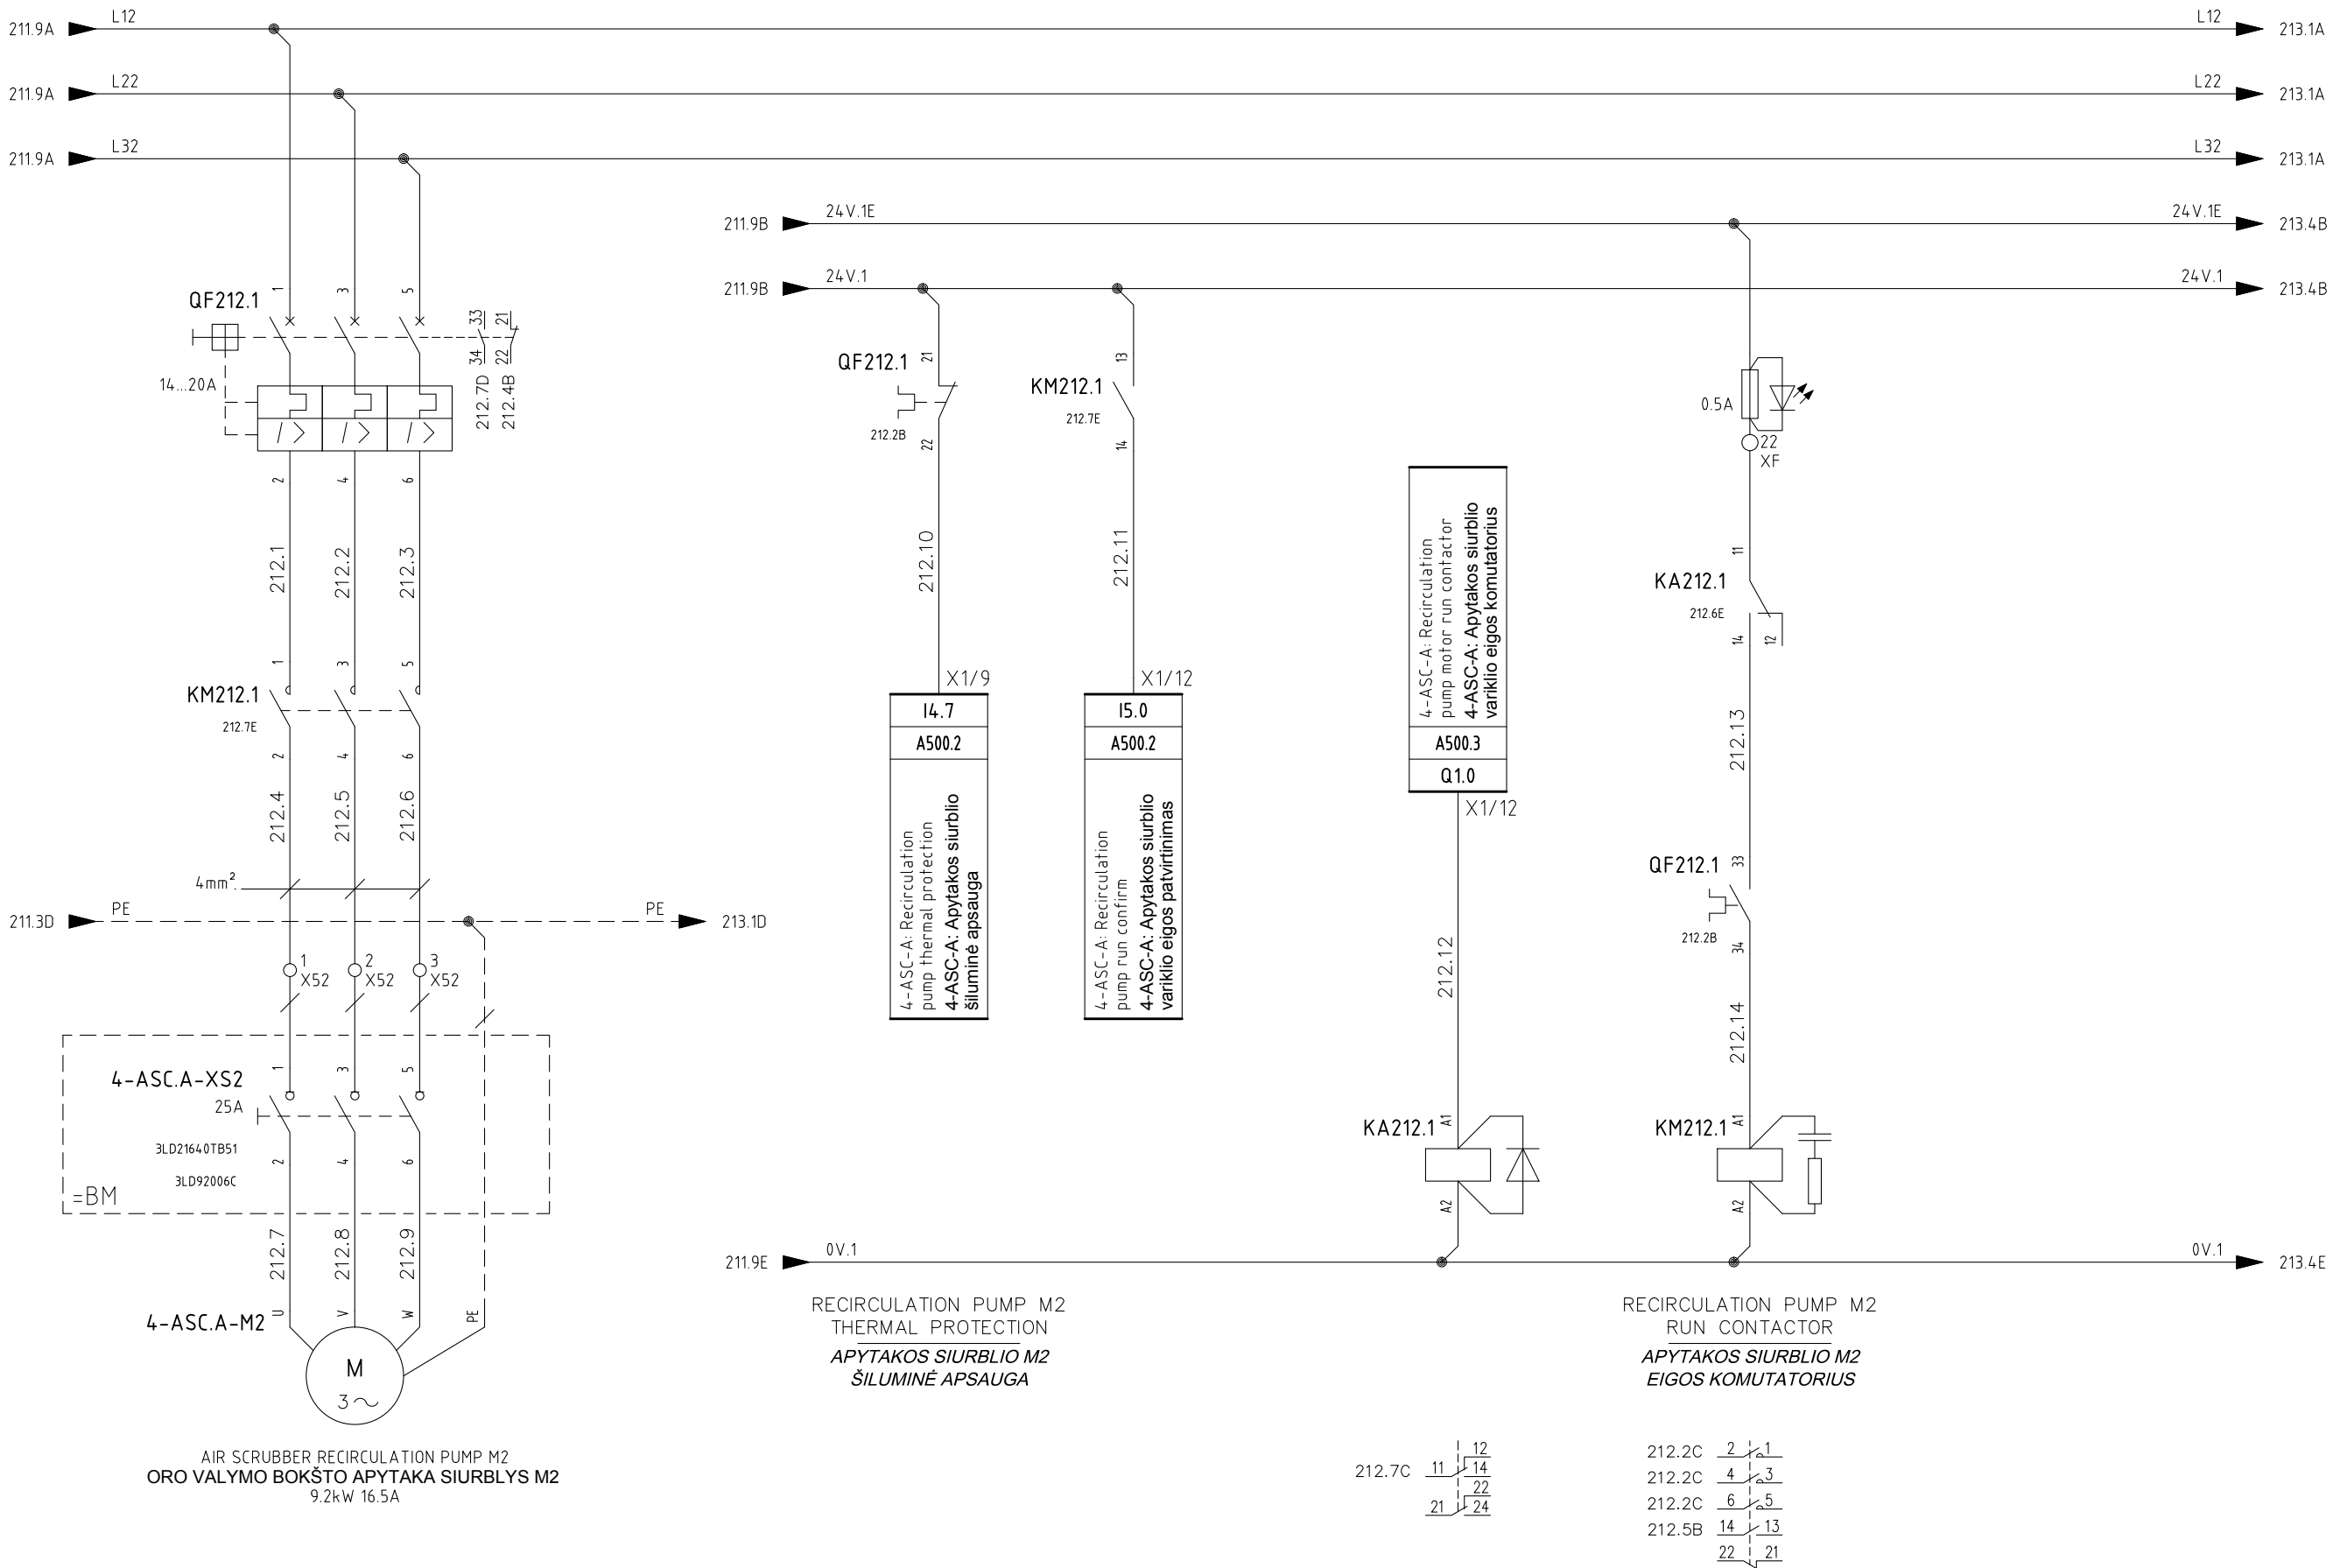 L12
L12
211.9A
213.1A
L22
L22
211.9A
213.1A
L32
L32
211.9A
213.1A
24V.1E
24V.1E
211.9B
213.4B
24V.1
24V.1
211.9B
213.4B
QF212.1
1
3
5
33
21
34
22
14...20A
212.7D
212.4B
2
4
6
212.1
212.2
212.3
KM212.1
212.7E
1
3
5
2
4
6
212.4
212.5
212.6
4mm².
211.3D
PE
PE
213.1D
1
X52
2
X52
3
X52
4-ASC.A-XS2
25A
3LD21640TB51
3LD92006C
=BM
1
3
5
2
4
6
212.7
212.8
212.9
4-ASC.A-M2
U
V
W
PE
M
3~
AIR SCRUBBER RECIRCULATION PUMP M2
ORO VALYMO BOKŠTO APYTAKA SIURBLYS M2
9.2kW 16.5A
QF212.1
21
212.2B
22
212.10
X1/9
I4.7
A500.2
4-ASC-A: Recirculation
pump thermal protection
4-ASC-A: Apytakos siurblio
šiluminė apsauga
KM212.1
13
212.7E
14
212.11
X1/12
I5.0
A500.2
4-ASC-A: Recirculation
pump run confirm
4-ASC-A: Apytakos siurblio
variklio eigos patvirtinimas
4-ASC-A: Recirculation
pump motor run contactor
4-ASC-A: Apytakos siurblio
variklio eigos komutatorius
A500.3
Q1.0
X1/12
212.12
KA212.1
A1
A2
0.5A
22
XF
11
KA212.1
212.6E
14
12
212.13
QF212.1
33
212.2B
34
212.14
KM212.1
A1
A2
211.9E
0V.1
0V.1
213.4E
RECIRCULATION PUMP M2
THERMAL PROTECTION
APYTAKOS SIURBLIO M2
ŠILUMINĖ APSAUGA
RECIRCULATION PUMP M2
RUN CONTACTOR
APYTAKOS SIURBLIO M2
EIGOS KOMUTATORIUS
12
212.7C 11 14
22
21 24
212.2C 2 1
212.2C 4 3
212.2C 6 5
212.5B 14 13
22 21